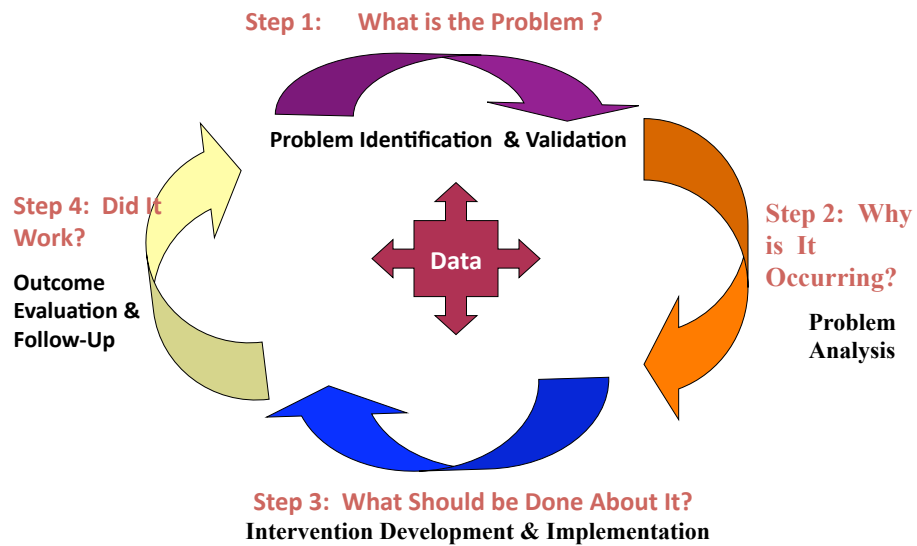 Step 1: What is the Problem ?
Problem Identification & Validation
Step 2: Why
is It
Occurring?
Problem
Analysis
Data
Step 3: What Should be Done About It?
Intervention Development & Implementation
Step 4: Did It
Work?
Outcome
Evaluation &
Follow-Up